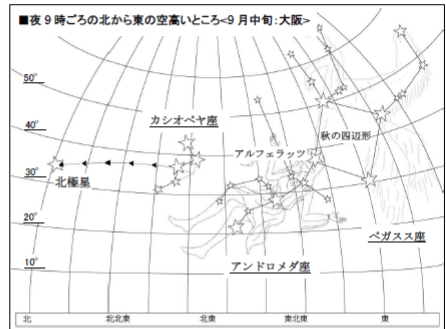 ■夜9時ごろの北から東の空高いところ<9月中旬:大阪>
50°
40°
30°
20°
10°
カシオペヤ座
秋の四辺形
アルフェラッツ
北極星
ペガスス座
アンドロメダ座
北
北北東
北東
東北東
東